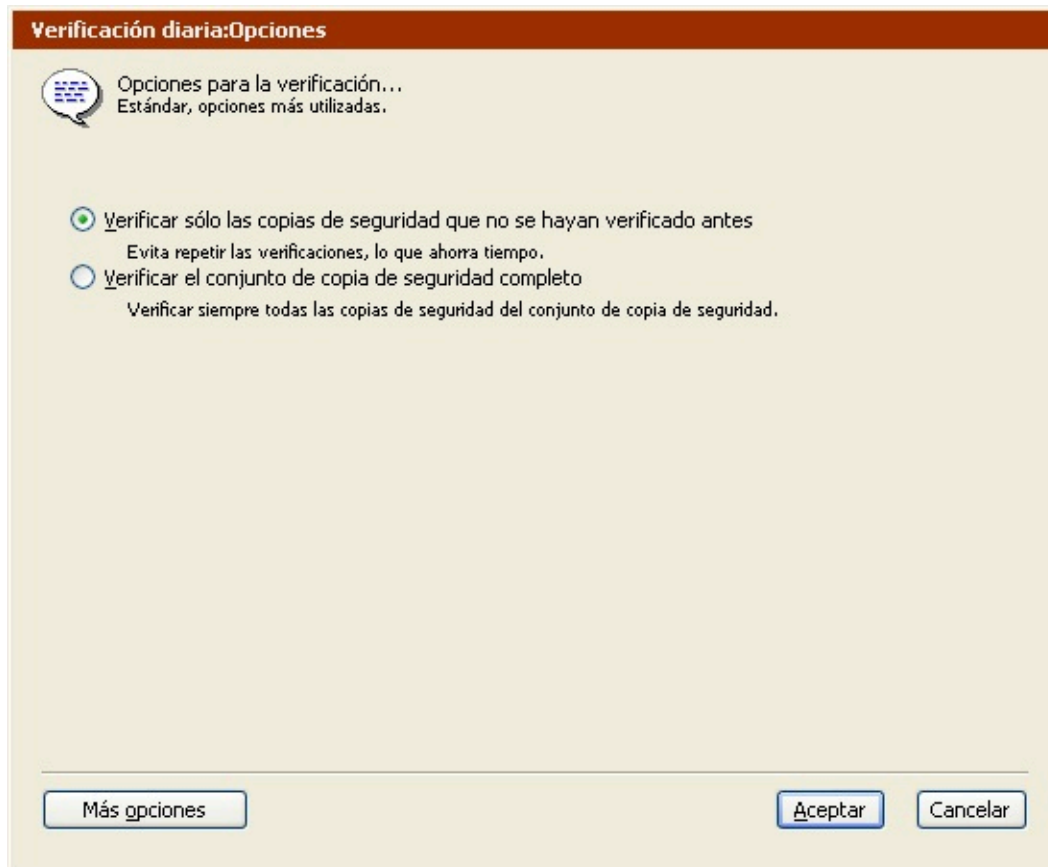 Verificación diaria:Opciones
Opciones para la verificación...
Estándar, opciones más utilizadas.
Verificar sólo las copias de seguridad que no se hayan verificado antes
Evita repetir las verificaciones, lo que ahorra tiempo.
Verificar el conjunto de copia de seguridad completo
Verificar siempre todas las copias de seguridad del conjunto de copia de seguridad.
Más opciones
Aceptar
Cancelar